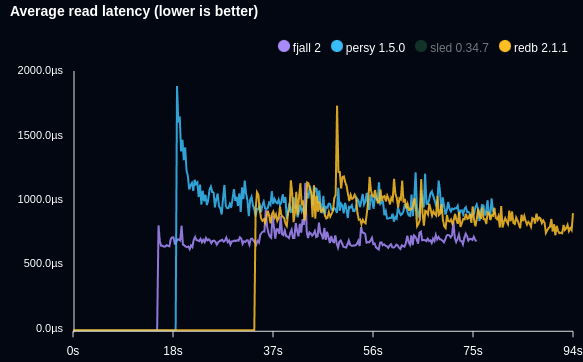 Average read latency (lower is better)
fjall 2 persy 1.5.0 sled 0.34.7 redb 2.1.1
2000.0µs
1500.0µs
1000.0µs
500.0µs
0.0µs
0s 18s 37s 56s 75s 94s